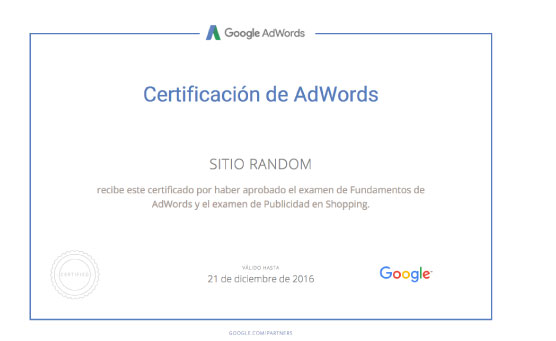 Google AdWords
Certificación de AdWords
SITIO RANDOM
recibe este certificado por haber aprobado el examen de Fundamentos de
AdWords y el examen de Publicidad en Shopping.
CERTIFIED
VÁLIDO HASTA
21 de diciembre de 2016
Google
GOOGLE.COM/PARTNERS